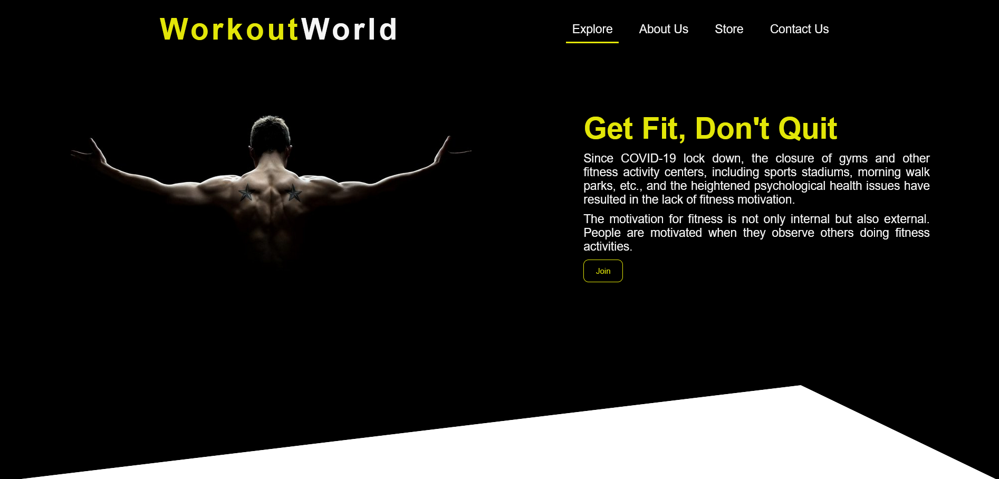 WorkoutWorld
Explore About Us Store Contact Us
Get Fit, Don't Quit
Since COVID-19 lock down, the closure of gyms and other
fitness activity centers, including sports stadiums, morning walk
parks, etc., and the heightened psychological health issues have
resulted in the lack of fitness motivation.
The motivation for fitness is not only internal but also external.
People are motivated when they observe others doing fitness
activities.
Join